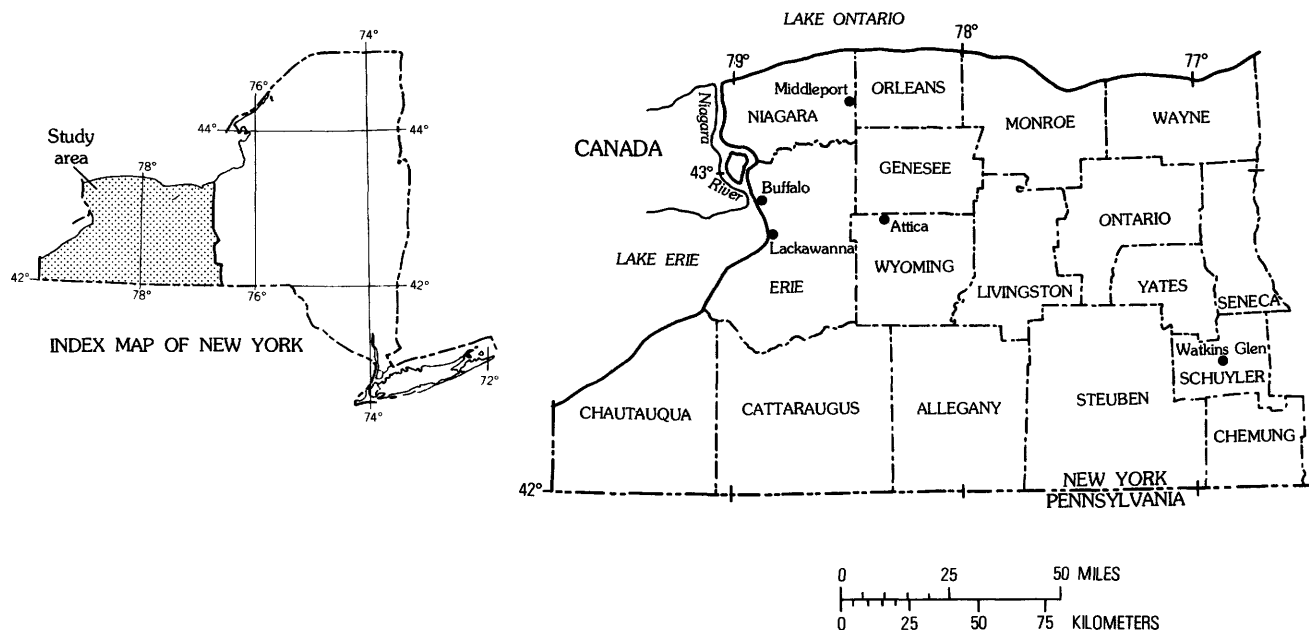 74°
76°
44°
44°
Study
area
78°
42°
42°
78°
76°
INDEX MAP OF NEW YORK
72°
74°
LAKE ONTARIO
79°
78°
77°
Middleport
ORLEANS
NIAGARA
Niagara
River
MONROE
WAYNE
CANADA
GENESEE
43°
Buffalo
ONTARIO
Attica
Lackawanna
LAKE ERIE
WYOMING
ERIE
LIVINGSTON
YATES
SENECA
Watkins Glen
SCHUYLER
CHAUTAUQUA
CATTARAUGUS
ALLEGANY
STEUBEN
CHEMUNG
42°
NEW YORK
PENNSYLVANIA
0 25 50 MILES
0 25 50 75 KILOMETERS